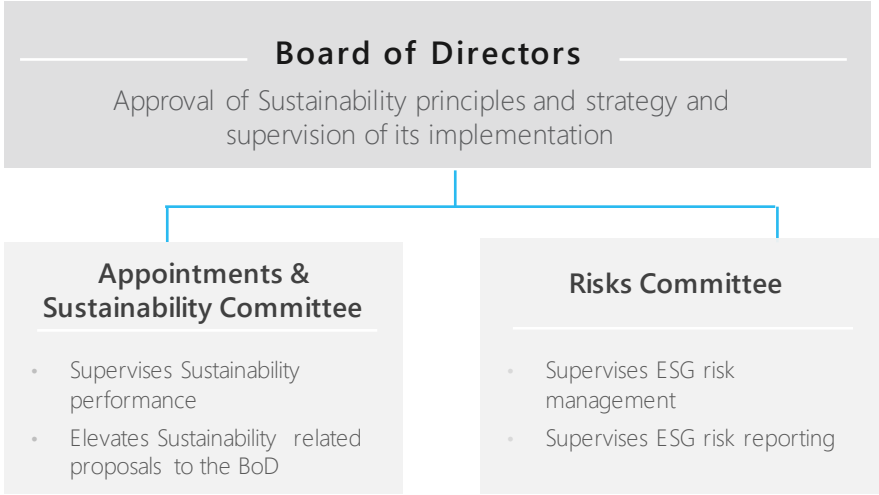 Board of Directors
Approval of Sustainability principles and strategy and
supervision of its implementation
Appointments &
Sustainability Committee
• Supervises Sustainability
performance
• Elevates Sustainability related
proposals to the BoD
Risks Committee
• Supervises ESG risk
management
• Supervises ESG risk reporting